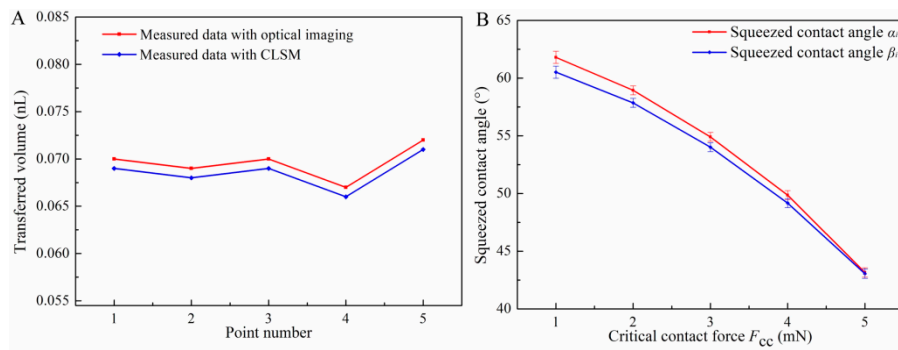 A
0.085
0.080
0.075
0.070
0.065
0.060
0.055
Transferred volume (nL)
Measured data with optical imaging
Measured data with CLSM
1 2 3 4 5
Point number
B
65
60
55
50
45
40
Squeezed contact angle (°)
Squeezed contact angle α
Squeezed contact angle β
1 2 3 4 5
Critical contact force Fcc (mN)